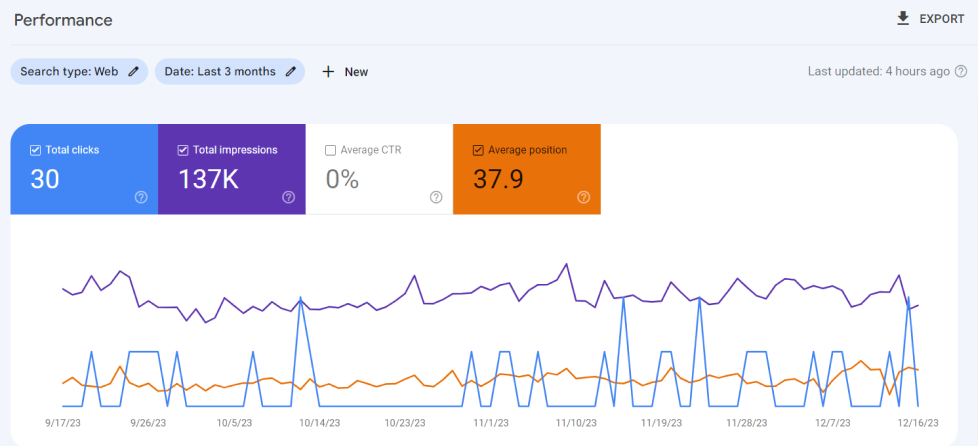 Performance
EXPORT
Search type: Web
Date: Last 3 months
New
Last updated: 4 hours ago
Total clicks
30
Total impressions
137K
Average CTR
0%
Average position
37.9
9/17/23 9/26/23 10/5/23 10/14/23 10/23/23 11/1/23 11/10/23 11/19/23 11/28/23 12/7/23 12/16/23